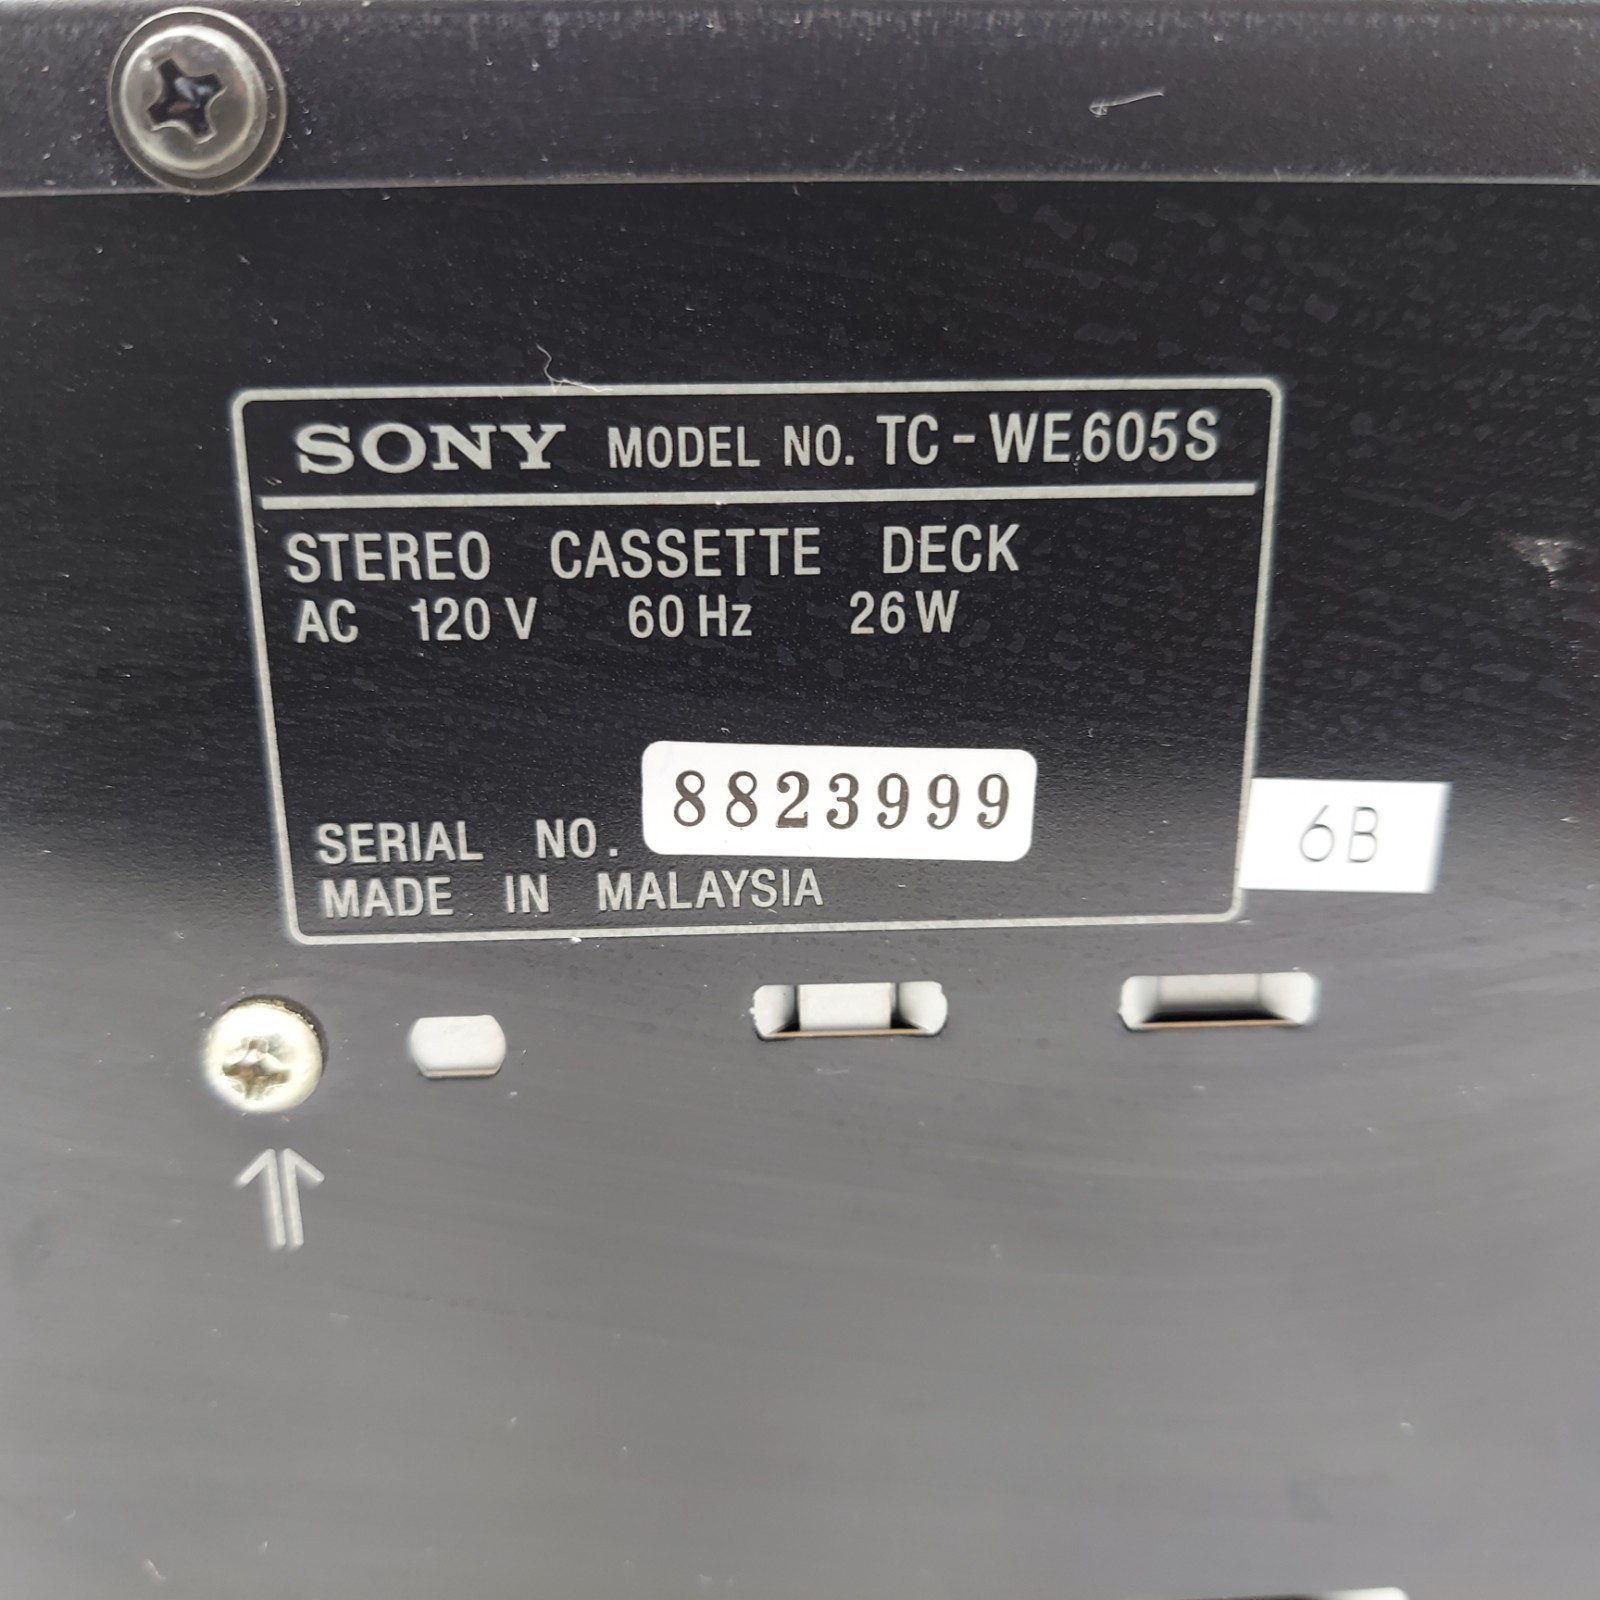 SONY MODEL NO. TC-WE605S
STEREO CASSETTE DECK
AC 120 V 60 Hz 26 W
8823999
SERIAL NO.
6B
MADE IN MALAYSIA